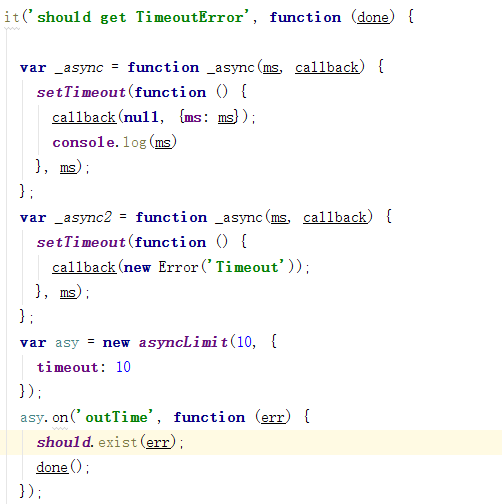 it('should get TimeoutError', function (done) {
var _async = function _async(ms, callback) {
setTimeout(function () {
callback(null, {ms: ms});
console.log(ms)
}, ms);
};
var _async2 = function _async(ms, callback) {
setTimeout(function () {
callback(new Error('Timeout'));
}, ms);
};
var asy = new asyncLimit(10, {
timeout: 10
});
asy.on('outTime', function (err) {
should.exist(err);
done();
});